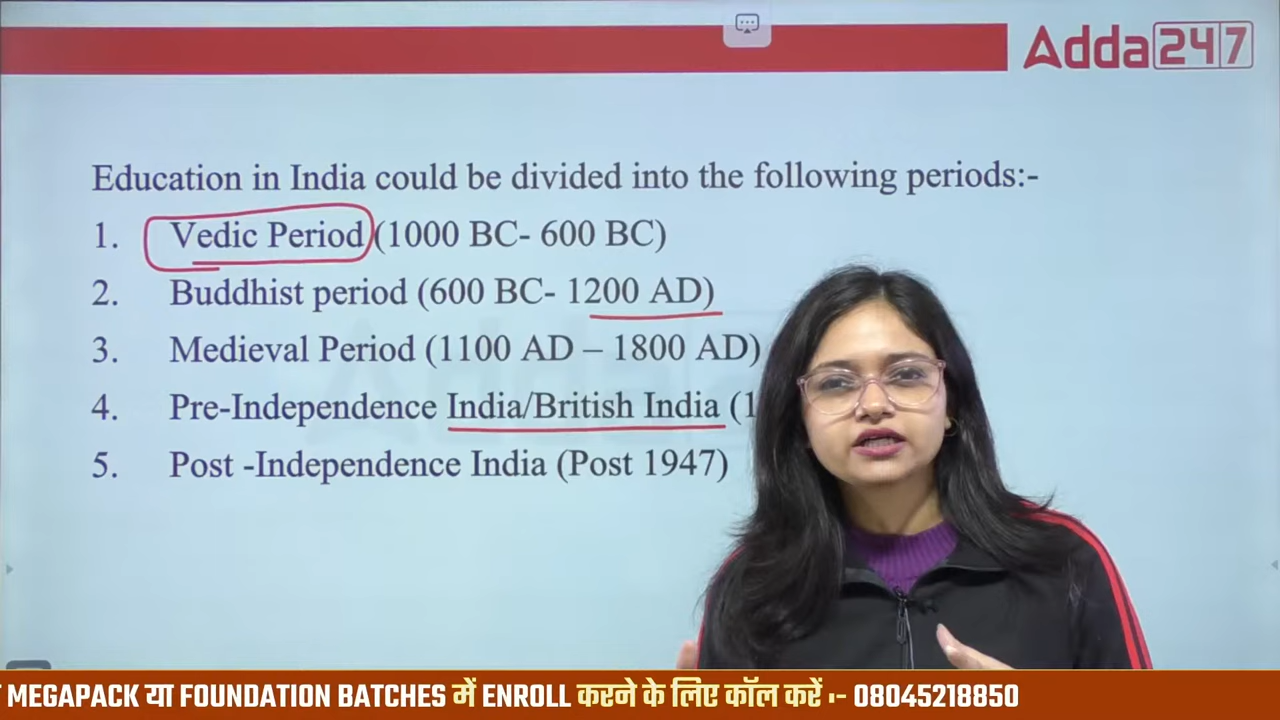 Adda247
Education in India could be divided into the following periods:-
1. Vedic Period (1000 BC- 600 BC)
2. Buddhist period (600 BC- 1200 AD)
3. Medieval Period (1100 AD – 1800 AD)
4. Pre-Independence India/British India (1
5. Post -Independence India (Post 1947)
MEGAPACK या FOUNDATION BATCHES में ENROLL करने के लिए कॉल करें :- 08045218850